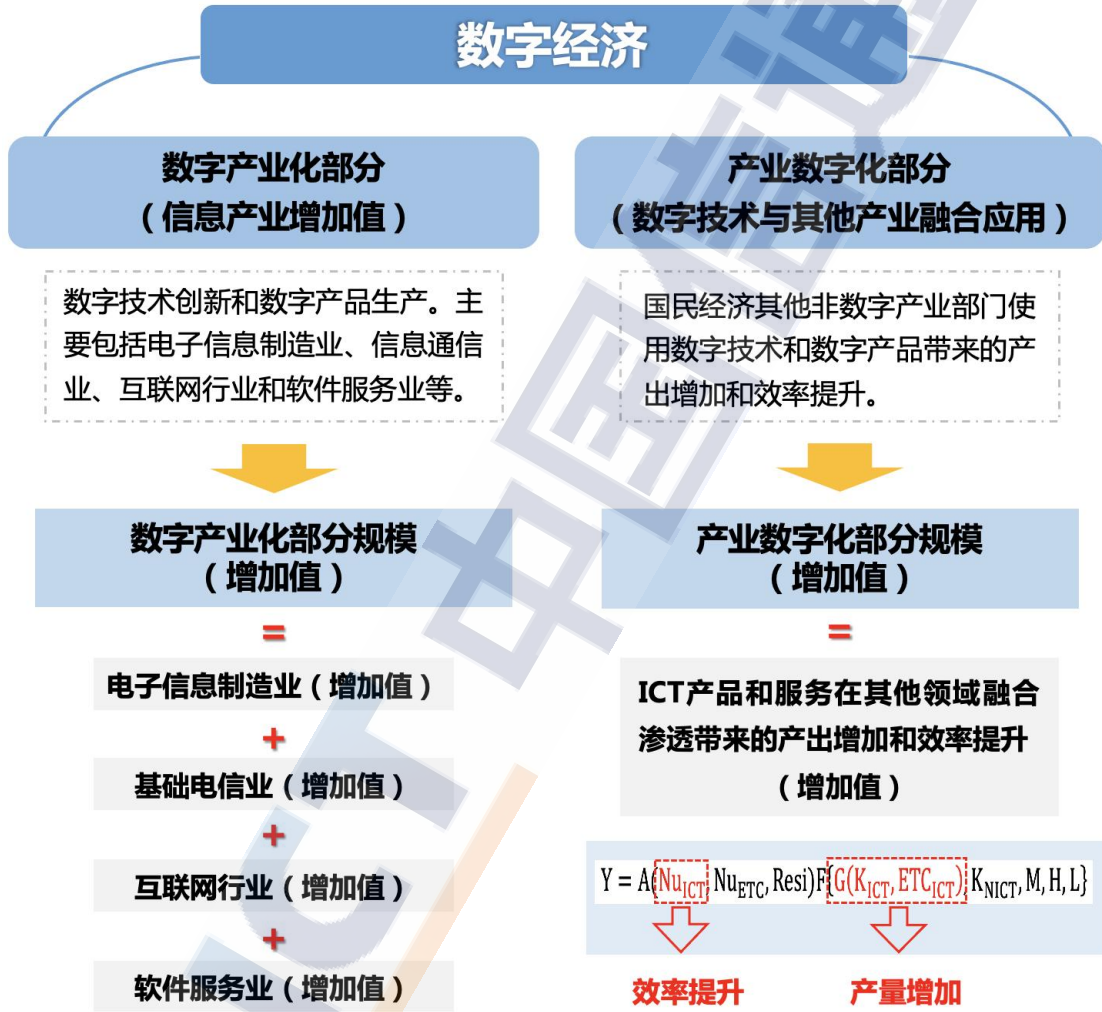 数字经济
数字产业化部分
（信息产业增加值）
数字技术创新和数字产品生产。主
要包括电子信息制造业、信息通信
业、互联网行业和软件服务业等。
数字产业化部分规模
（增加值）
=
电子信息制造业（增加值）
+
基础电信业（增加值）
+
互联网行业（增加值）
+
软件服务业（增加值）
产业数字化部分
（数字技术与其他产业融合应用）
国民经济其他非数字产业部门使
用数字技术和数字产品带来的产
出增加和效率提升。
产业数字化部分规模
（增加值）
=
ICT产品和服务在其他领域融合
渗透带来的产出增加和效率提升
（增加值）
Y = A(Nu_ICT, Nu_ETC, Resi)F{G(K_ICT, ETC_ICT), K_NICT, M, H, L}
效率提升
产量增加
ICT 中国信通